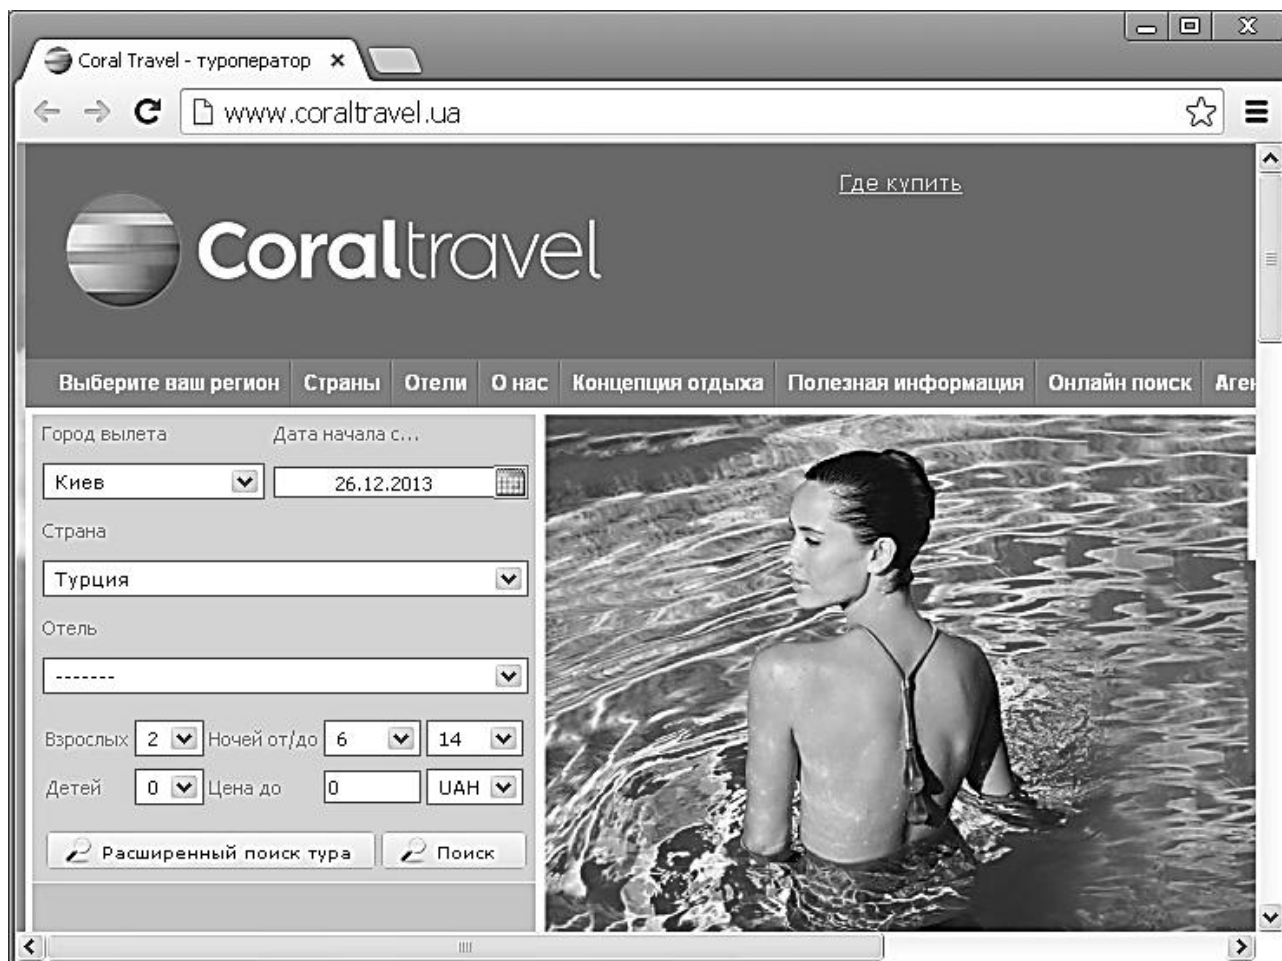 Coral Travel - туроператор
www.coraltravel.ua
Где купить
Coraltravel
Выберите ваш регион Страны Отели О нас Концепция отдыха Полезная информация Онлайн поиск
Город вылета Дата начала с...
Киев 26.12.2013
Страна
Турция
Отель
-------
Взрослых 2 Ночей от/до 6 14
Детей 0 Цена до 0 UAH
Расширенный поиск тура Поиск